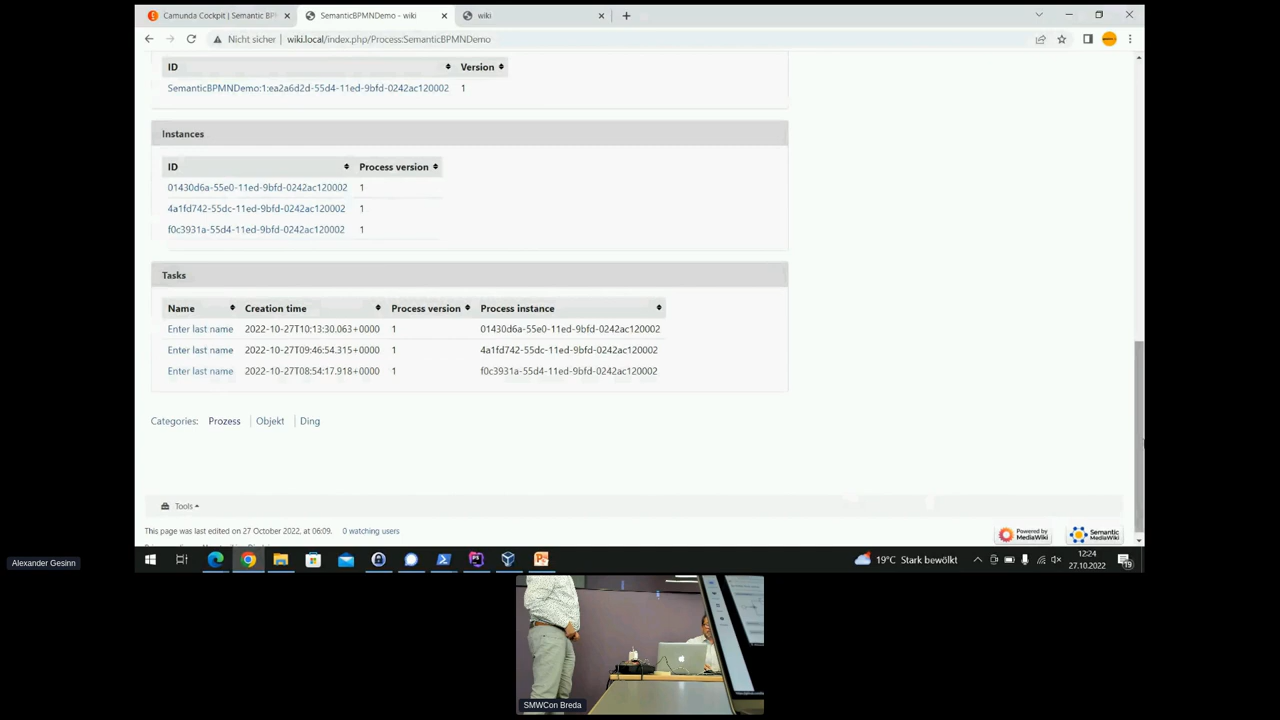 Camunda Cockpit | Semantic BP
SemanticBPMNDemo - wiki
wiki
Nicht sicher
wiki.local/index.php/Process:SemanticBPMNDemo
ID Version
SemanticBPMNDemo:1:ea2a6d2d-55d4-11ed-9bfd-0242ac120002 1
Instances
ID Process version
01430d6a-55e0-11ed-9bfd-0242ac120002 1
4a1fd742-55dc-11ed-9bfd-0242ac120002 1
f0c3931a-55d4-11ed-9bfd-0242ac120002 1
Tasks
Name Creation time Process version Process instance
Enter last name 2022-10-27T10:13:30.063+0000 1 01430d6a-55e0-11ed-9bfd-0242ac120002
Enter last name 2022-10-27T09:46:54.315+0000 1 4a1fd742-55dc-11ed-9bfd-0242ac120002
Enter last name 2022-10-27T08:54:17.918+0000 1 f0c3931a-55d4-11ed-9bfd-0242ac120002
Categories: Prozess | Objekt | Ding
Tools
This page was last edited on 27 October 2022, at 06:09. 0 watching users
Powered by
MediaWiki
Semantic
MediaWiki
19°C Stark bewölkt
12:24
27.10.2022
19
Alexander Gesinn
SMWCon Breda